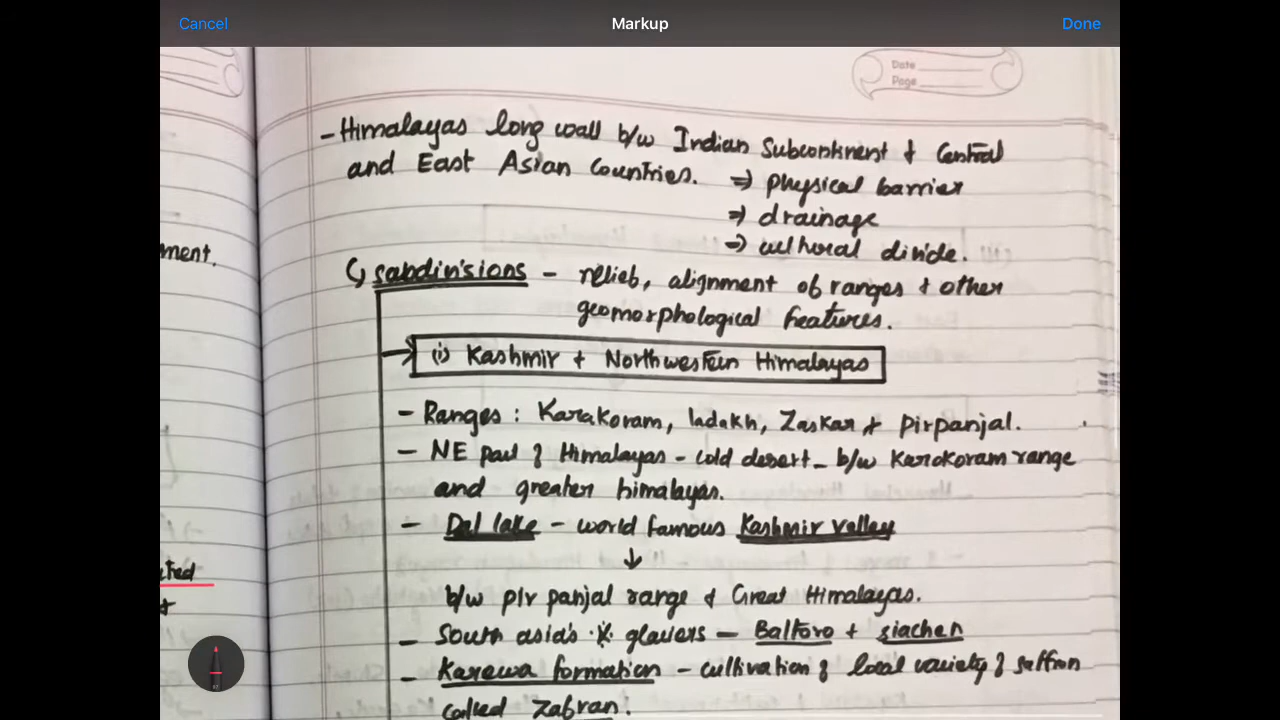 Cancel Markup Done
Date
Page
ment.
– Himalayas long wall b/w Indian Subcontinent & Central
and East Asian Countries. ⇒ physical barrier
⇒ drainage
⇒ cultural divide.
↳ subdivisions – relief, alignment of ranges & other
geomorphological features.
(i) Kashmir & Northwestern Himalayas
– Ranges : Karakoram, ladakh, Zaskar & Pirpanjal.
– NE part of Himalayas – cold desert – b/w Karokoram range
and greater himalayas.
– Dal lake – world famous Kashmir valley
↓
b/w pir panjal range & Great Himalayas.
– South asia's glaciers – Baltoro & siachen
– Karewa formation – cultivation of local variety of saffron
called Zafran.